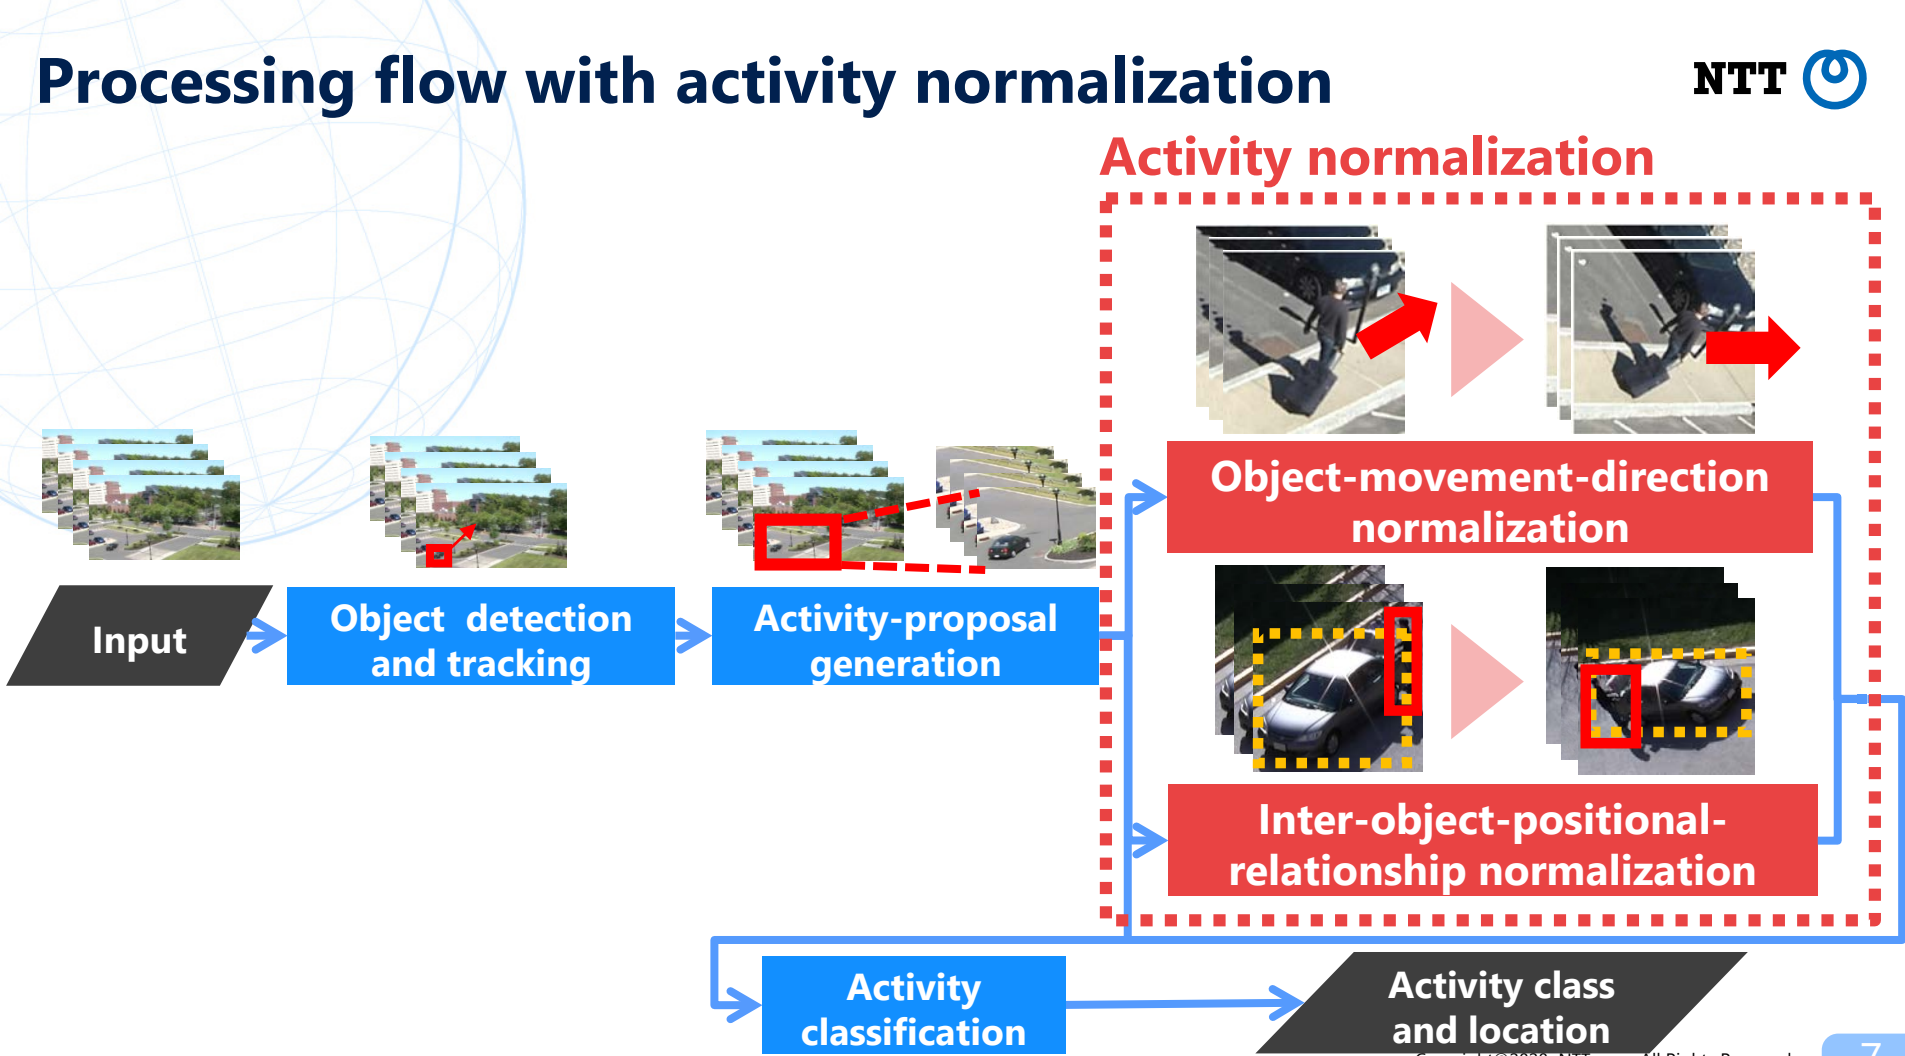 Processing flow with activity normalization
NTT
Activity normalization
Object-movement-direction
normalization
Input
Object detection
and tracking
Activity-proposal
generation
Inter-object-positional-
relationship normalization
Activity
classification
Activity class
and location
7